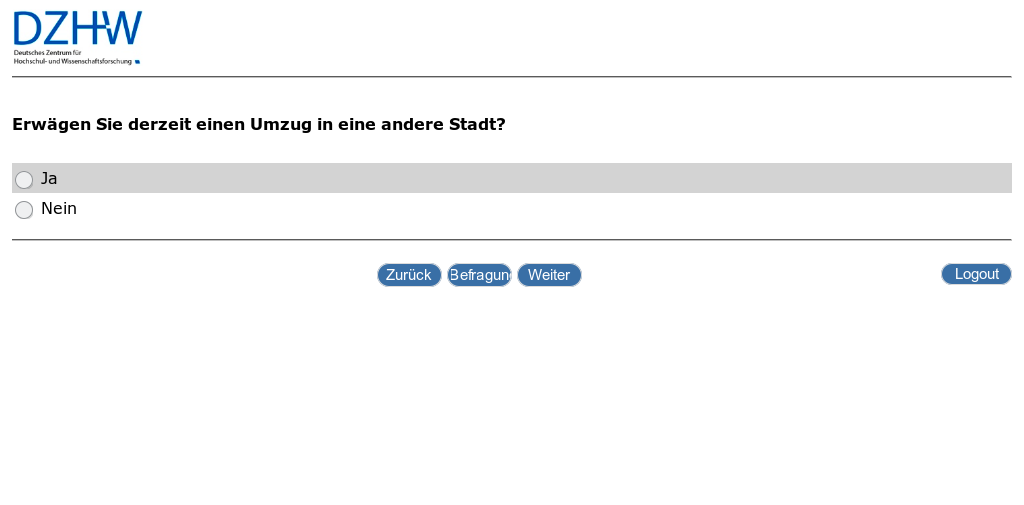 DZHW
Deutsches Zentrum für
Hochschul- und Wissenschaftsforschung
Erwägen Sie derzeit einen Umzug in eine andere Stadt?
Ja
Nein
Zurück Befragung Weiter Logout